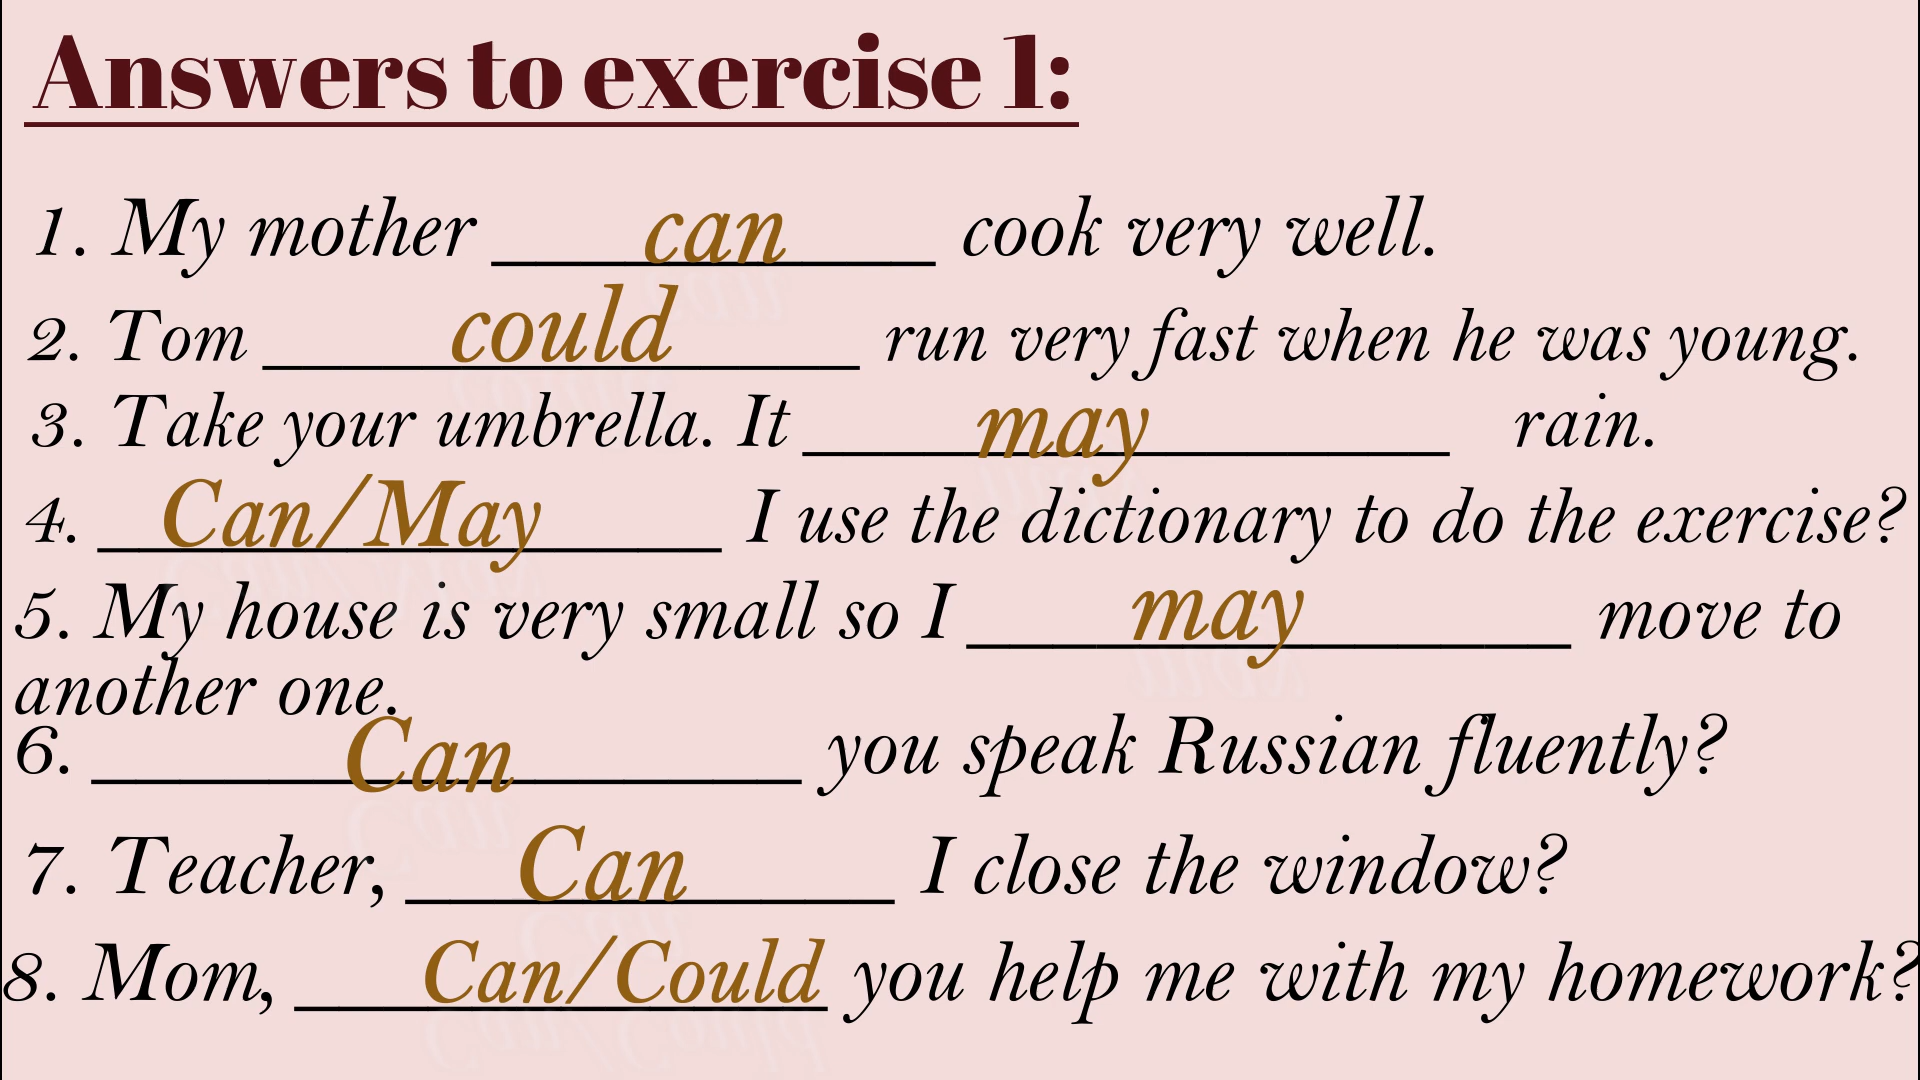 Answers to exercise 1:
1. My mother can cook very well.
2. Tom could run very fast when he was young.
3. Take your umbrella. It may rain.
4. Can/May I use the dictionary to do the exercise?
5. My house is very small so I may move to
another one.
6. Can you speak Russian fluently?
7. Teacher, Can I close the window?
8. Mom, Can/Could you help me with my homework?